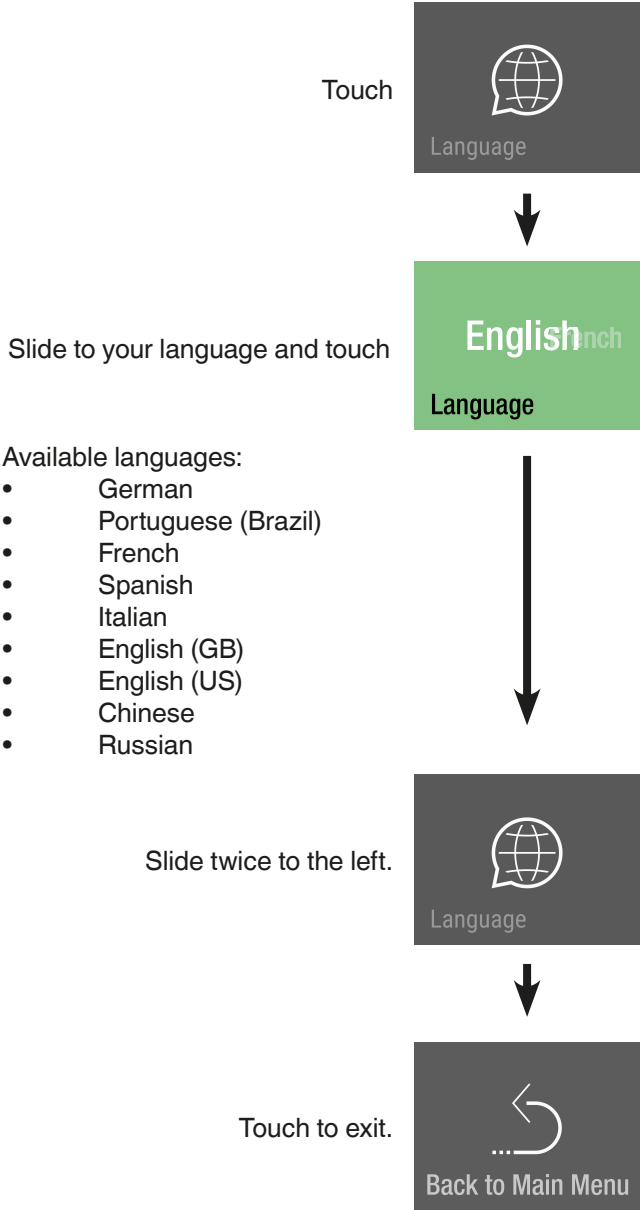 Touch
Language
Slide to your language and touch
English
French
Language
Available languages:
• German
• Portuguese (Brazil)
• French
• Spanish
• Italian
• English (GB)
• English (US)
• Chinese
• Russian
Slide twice to the left.
Language
Touch to exit.
Back to Main Menu